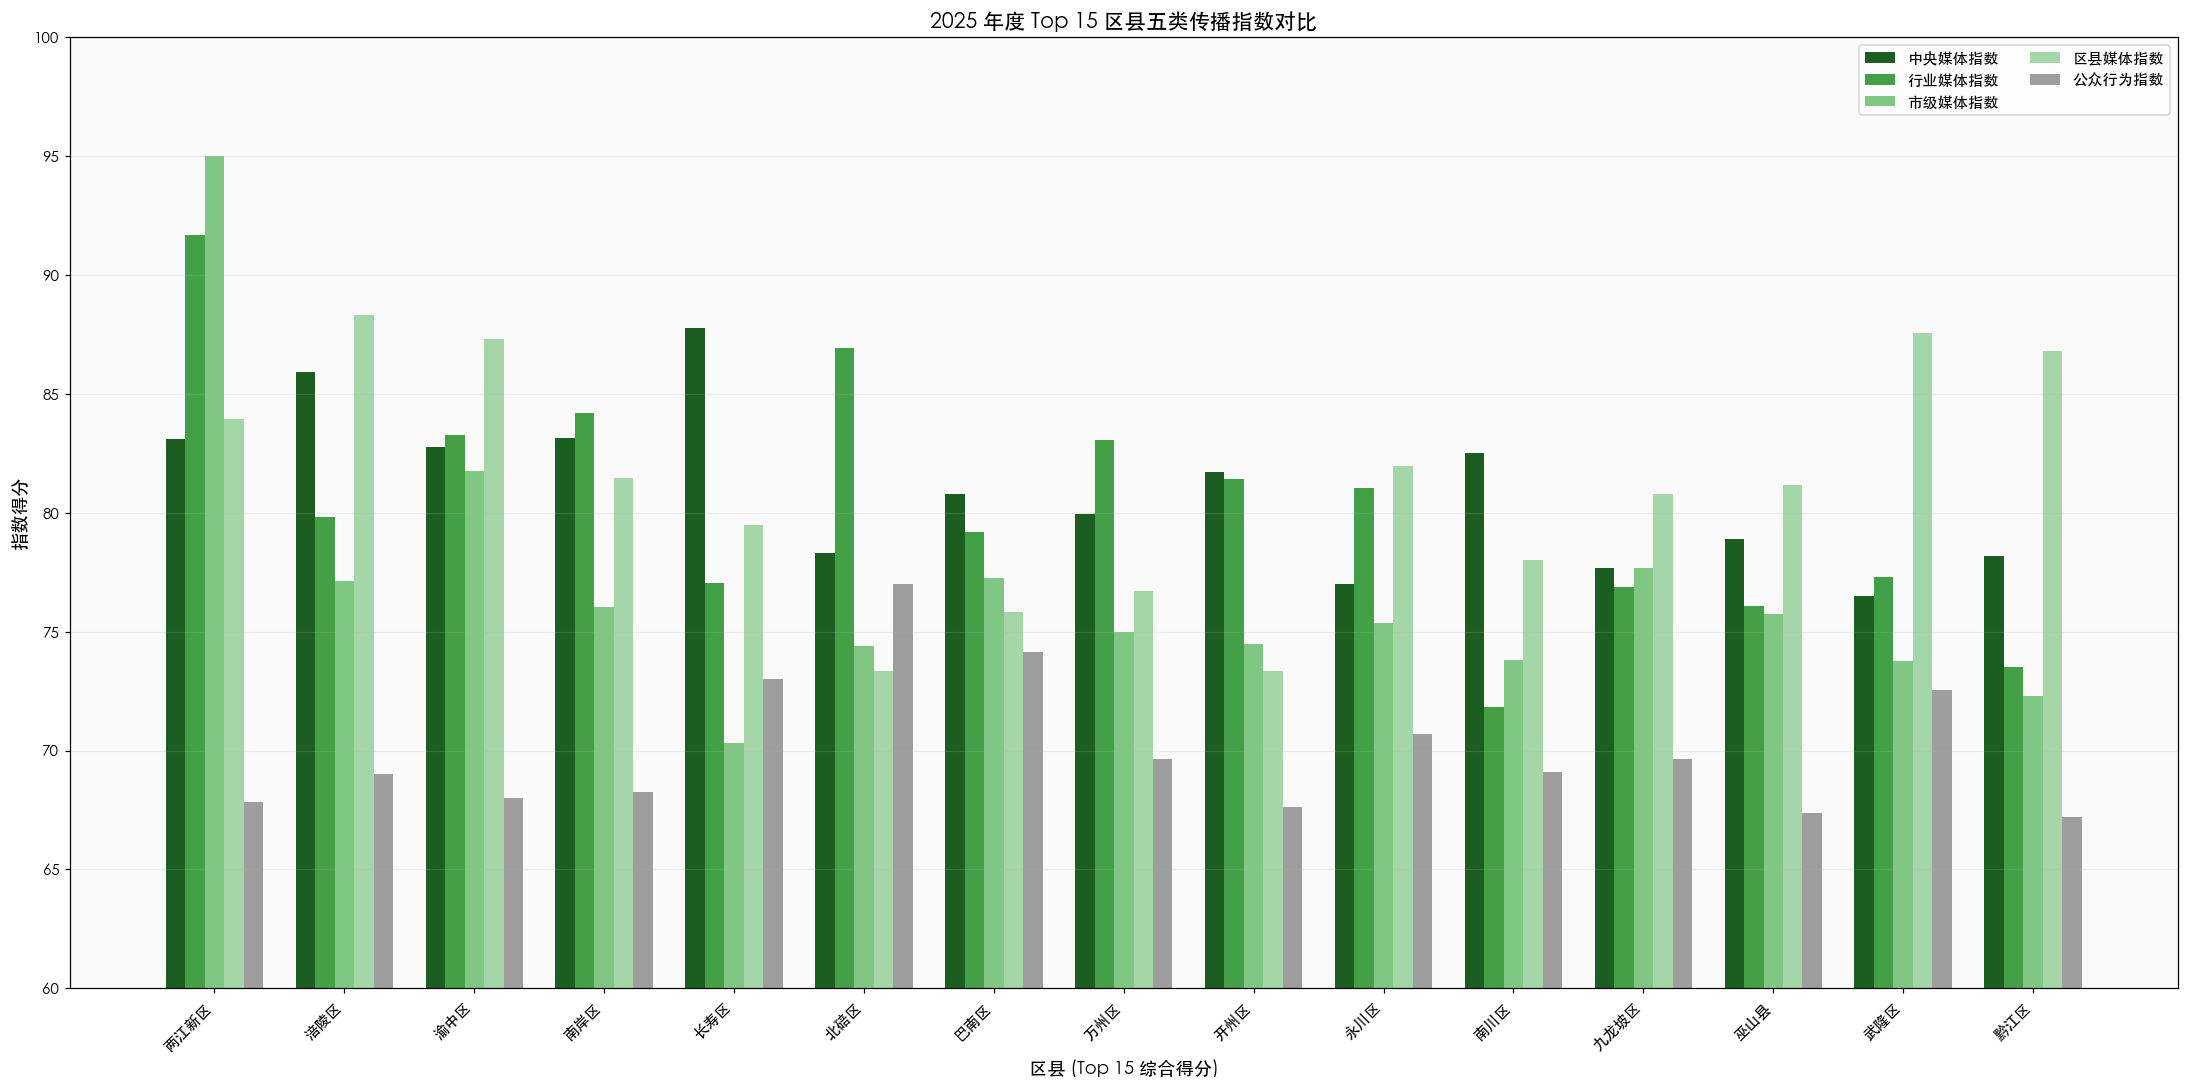 2025 年度 Top 15 区县五类传播指数对比
中央媒体指数
行业媒体指数
市级媒体指数
区县媒体指数
公众行为指数
指数得分
100
95
90
85
80
75
70
65
60
两江新区
涪陵区
渝中区
南岸区
长寿区
北碚区
巴南区
万州区
开州区
永川区
南川区
九龙坡区
巫山县
武隆区
黔江区
区县 (Top 15 综合得分)